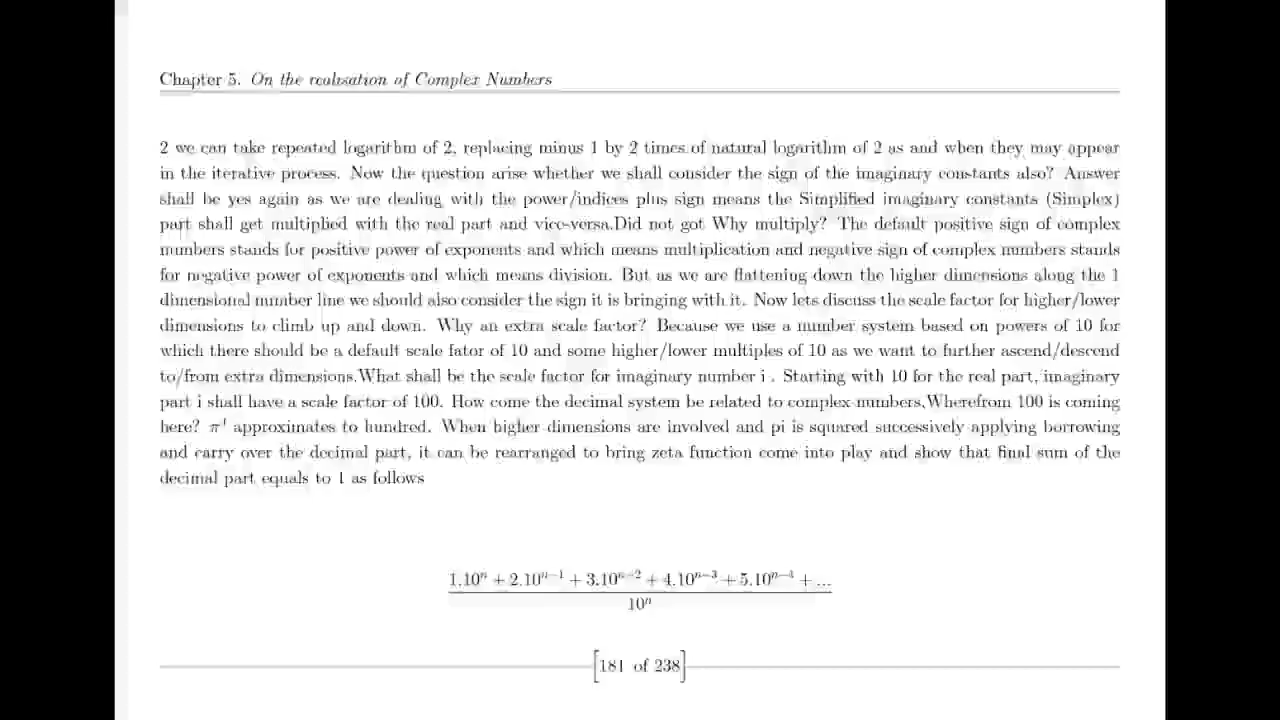 Chapter 5. On the realisation of Complex Numbers
2 we can take repeated logarithm of 2, replacing minus 1 by 2 times of natural logarithm of 2 as and when they may appear
in the iterative process. Now the question arise whether we shall consider the sign of the imaginary constants also? Answer
shall be yes again as we are dealing with the power/indices plus sign means the Simplified imaginary constants (Simplex)
part shall get multiplied with the real part and vice-versa.Did not got Why multiply? The default positive sign of complex
numbers stands for positive power of exponents and which means multiplication and negative sign of complex numbers stands
for negative power of exponents and which means division. But as we are flattening down the higher dimensions along the 1
dimensional number line we should also consider the sign it is bringing with it. Now lets discuss the scale factor for higher/lower
dimensions to climb up and down. Why an extra scale factor? Because we use a number system based on powers of 10 for
which there should be a default scale fator of 10 and some higher/lower multiples of 10 as we want to further ascend/descend
to/from extra dimensions.What shall be the scale factor for imaginary number i . Starting with 10 for the real part, imaginary
part i shall have a scale factor of 100. How come the decimal system be related to complex numbers,Wherefrom 100 is coming
here? π⁴ approximates to hundred. When higher dimensions are involved and pi is squared successively applying borrowing
and carry over the decimal part, it can be rearranged to bring zeta function come into play and show that final sum of the
decimal part equals to 1 as follows
1.10ⁿ + 2.10ⁿ⁻¹ + 3.10ⁿ⁻² + 4.10ⁿ⁻³ + 5.10ⁿ⁻⁴ + ...
10ⁿ
[181 of 238]